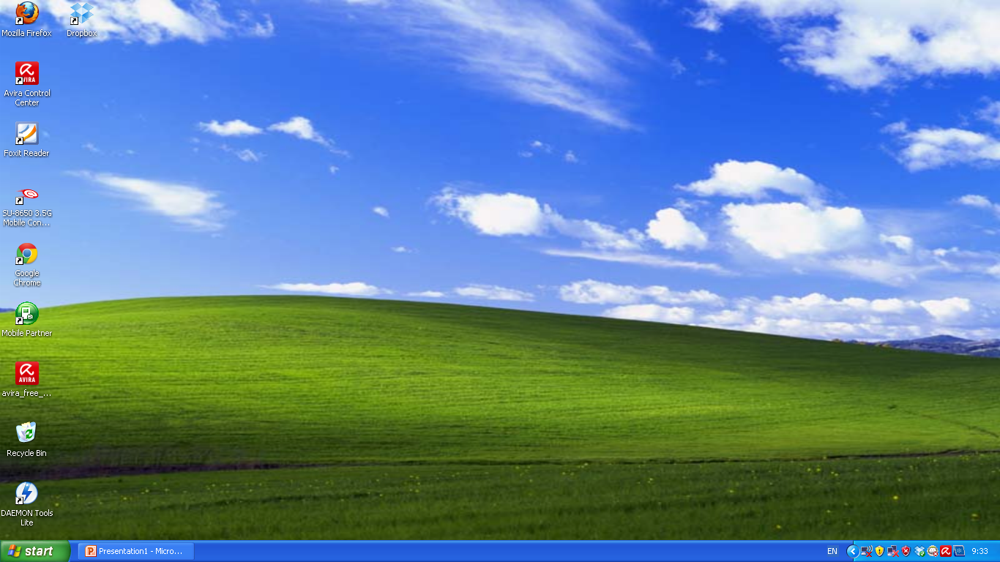 Mozilla Firefox
Dropbox
Avira Control
Center
Foxit Reader
SU-8650 3.5G
Mobile Con...
Google
Chrome
Mobile Partner
AVIRA
avira_free_...
Recycle Bin
DAEMON Tools
Lite
start
Presentation1 - Micro...
EN
9:33